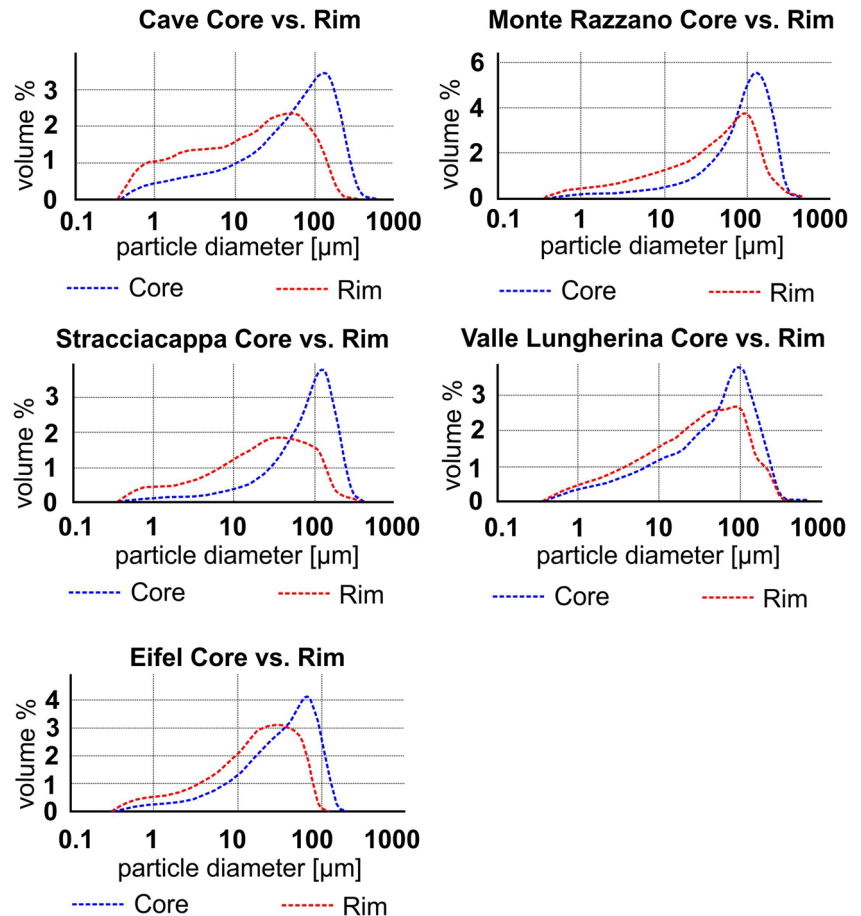 Cave Core vs. Rim
volume %
3
2
1
0
0.1 1 10 100 1000
particle diameter [µm]
Core Rim
Monte Razzano Core vs. Rim
volume %
6
4
2
0
0.1 1 10 100 1000
particle diameter [µm]
Core Rim
Stracciacappa Core vs. Rim
volume %
3
2
1
0
0.1 1 10 100 1000
particle diameter [µm]
Core Rim
Valle Lungherina Core vs. Rim
volume %
3
2
1
0
0.1 1 10 100 1000
particle diameter [µm]
Core Rim
Eifel Core vs. Rim
volume %
4
3
2
1
0
0.1 1 10 100 1000
particle diameter [µm]
Core Rim